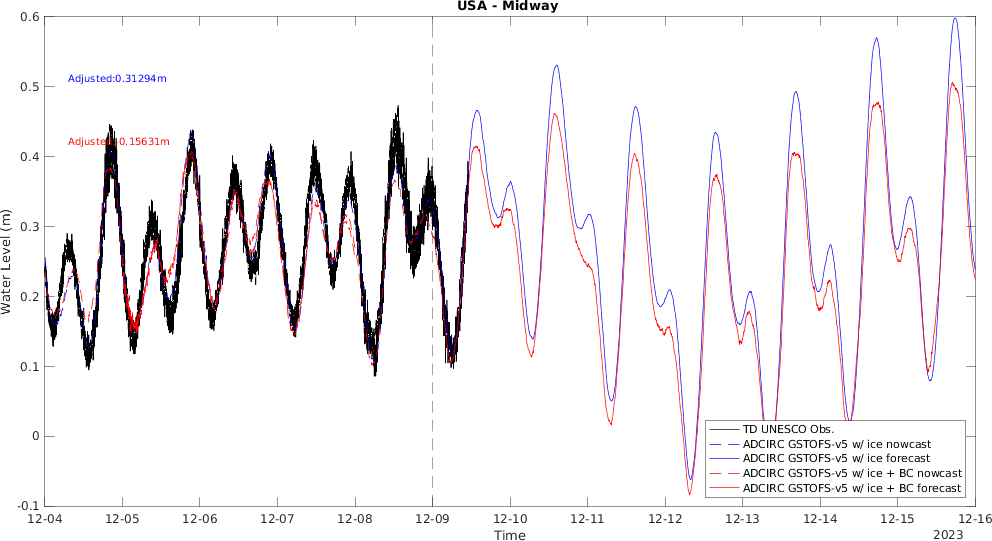 USA - Midway
0.6
0.5
0.4
0.3
0.2
0.1
0
-0.1
Water Level (m)
Adjusted:0.31294m
Adjusted:0.15631m
TD UNESCO Obs.
ADCIRC GSTOFS-v5 w/ ice nowcast
ADCIRC GSTOFS-v5 w/ ice forecast
ADCIRC GSTOFS-v5 w/ ice + BC nowcast
ADCIRC GSTOFS-v5 w/ ice + BC forecast
12-04 12-05 12-06 12-07 12-08 12-09 12-10 12-11 12-12 12-13 12-14 12-15 12-16
Time
2023